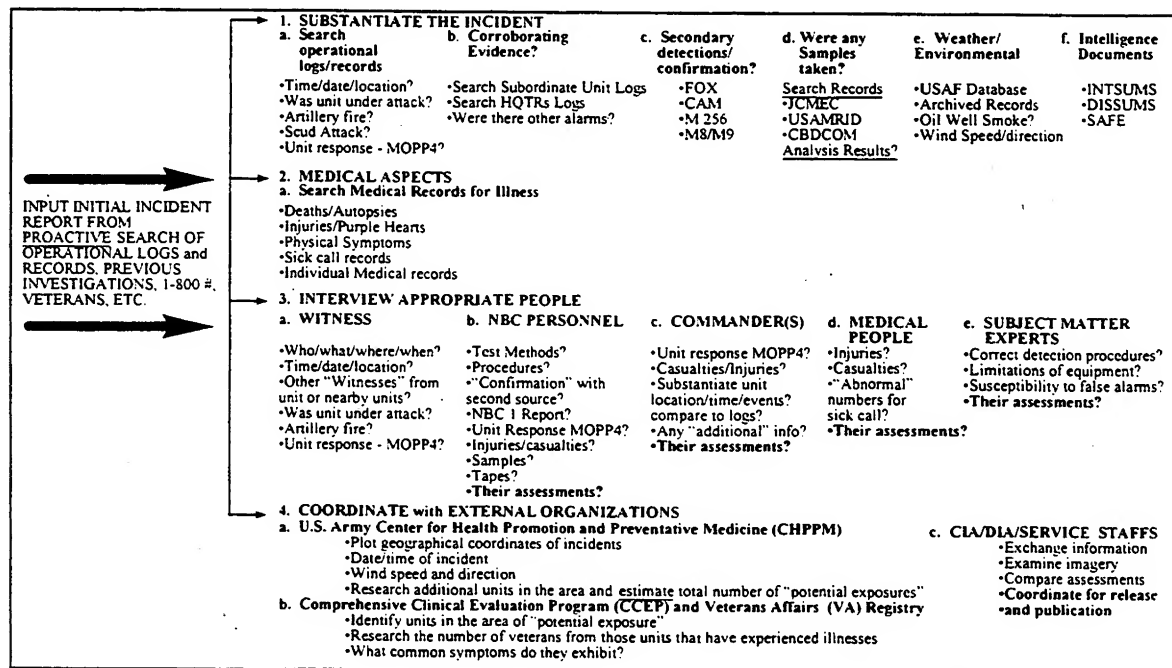 1. SUBSTANTIATE THE INCIDENT
a. Search
operational
logs/records
•Time/date/location?
•Was unit under attack?
•Artillery fire?
•Scud Attack?
•Unit response - MOPP4?
b. Corroborating
Evidence?
•Search Subordinate Unit Logs
•Search HQTRs Logs
•Were there other alarms?
c. Secondary
detections/
confirmation?
•FOX
•CAM
•M 256
•M8/M9
d. Were any
Samples
taken?
Search Records
•JCMEC
•USAMRID
•CBDCOM
Analysis Results?
e. Weather/
Environmental
•USAF Database
•Archived Records
•Oil Well Smoke?
•Wind Speed/direction
f. Intelligence
Documents
•INTSUMS
•DISSUMS
•SAFE
INPUT INITIAL INCIDENT
REPORT FROM
PROACTIVE SEARCH OF
OPERATIONAL LOGS and
RECORDS, PREVIOUS
INVESTIGATIONS, 1-800 #,
VETERANS, ETC.
2. MEDICAL ASPECTS
a. Search Medical Records for Illness
•Deaths/Autopsies
•Injuries/Purple Hearts
•Physical Symptoms
•Sick call records
•Individual Medical records
3. INTERVIEW APPROPRIATE PEOPLE
a. WITNESS
•Who/what/where/when?
•Time/date/location?
•Other "Witnesses" from
unit or nearby units?
•Was unit under attack?
•Artillery fire?
•Unit response - MOPP4?
b. NBC PERSONNEL
•Test Methods?
•Procedures?
•"Confirmation" with
second source?
•NBC 1 Report?
•Unit Response MOPP4?
•Injuries/casualties?
•Samples?
•Tapes?
•Their assessments?
c. COMMANDER(S)
•Unit response MOPP4?
•Casualties/Injuries?
•Substantiate unit
location/time/events?
compare to logs?
•Any "additional" info?
•Their assessments?
d. MEDICAL
PEOPLE
•Injuries?
•Casualties?
•"Abnormal"
numbers for
sick call?
•Their assessments?
e. SUBJECT MATTER
EXPERTS
•Correct detection procedures?
•Limitations of equipment?
•Susceptibility to false alarms?
•Their assessments?
4. COORDINATE with EXTERNAL ORGANIZATIONS
a. U.S. Army Center for Health Promotion and Preventative Medicine (CHPPM)
•Plot geographical coordinates of incidents
•Date/time of incident
•Wind speed and direction
•Research additional units in the area and estimate total number of "potential exposures"
b. Comprehensive Clinical Evaluation Program (CCEP) and Veterans Affairs (VA) Registry
•Identify units in the area of "potential exposure"
•Research the number of veterans from those units that have experienced illnesses
•What common symptoms do they exhibit?
c. CIA/DIA/SERVICE STAFFS
•Exchange information
•Examine imagery
•Compare assessments
•Coordinate for release
•and publication